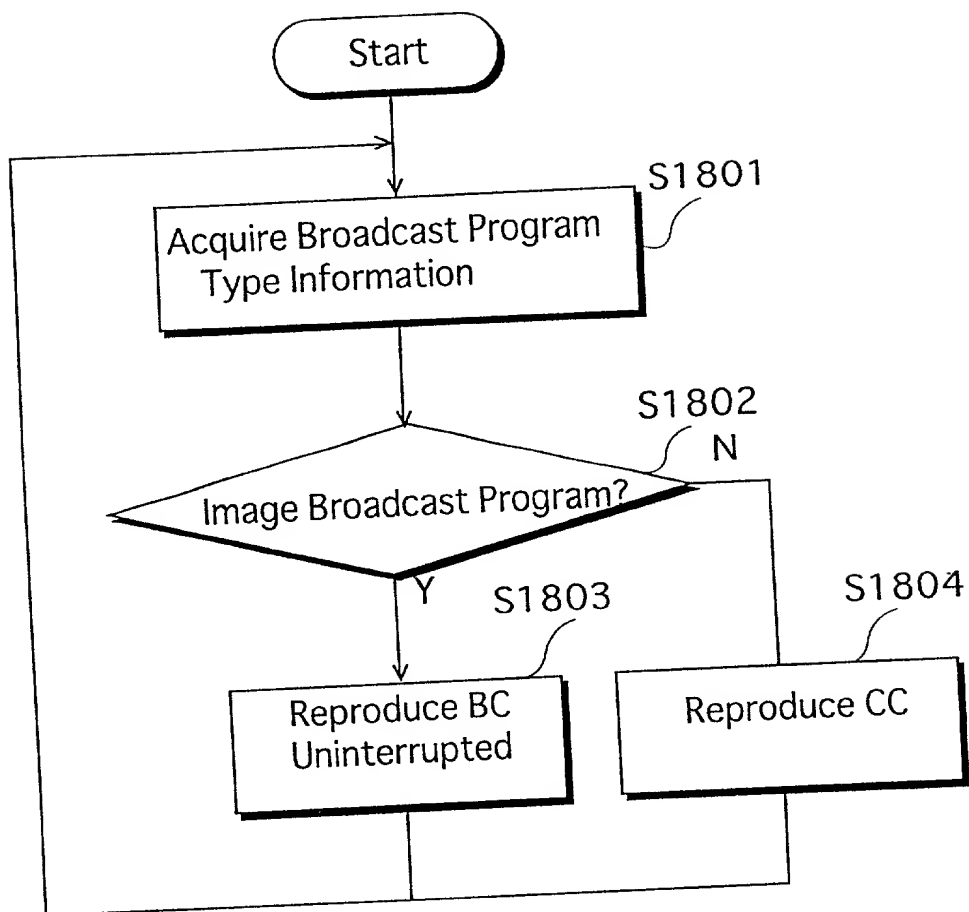 Start
S1801
Acquire Broadcast Program
Type Information
S1802
N
Image Broadcast Program?
Y
S1803
S1804
Reproduce BC
Uninterrupted
Reproduce CC